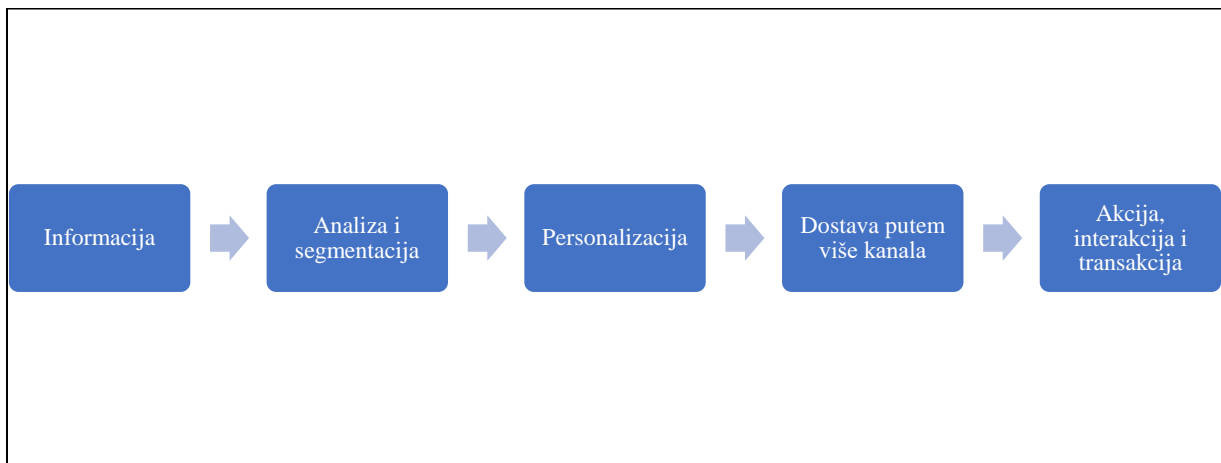 Informacija
Analiza i
segmentacija
Personalizacija
Dostava putem
više kanala
Akcija,
interakcija i
transakcija